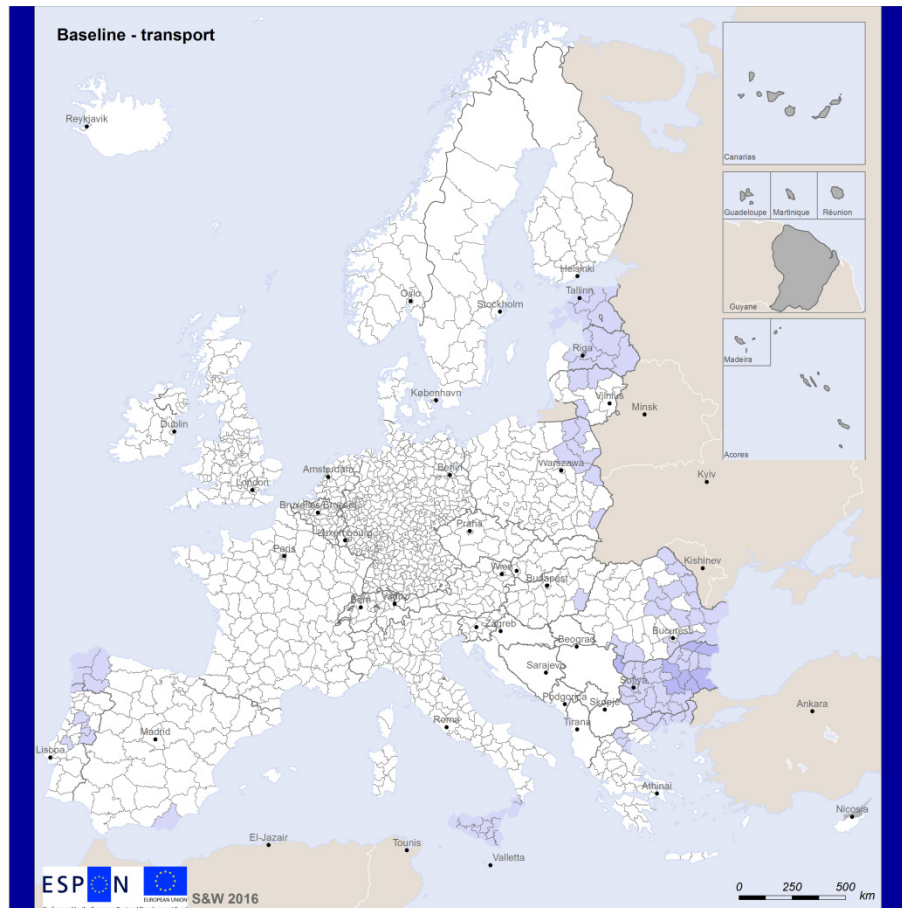 Baseline - transport
Reykjavik
Canarias
Guadeloupe
Martinique
Réunion
Guyane
Madeira
Acores
Helsinki
Tallinn
Oslo
Stockholm
Riga
København
Vilnius
Minsk
Dublin
Amsterdam
Berlin
Warszawa
London
Kyiv
Bruxelles/Brussel
Praha
Luxembourg
Paris
Kishinev
Wien
Budapest
Bern
Vaduz
Zagreb
Bucuresti
Beograd
Sarajevo
Sofiya
Podgorica
Skopje
Ankara
Roma
Tirana
Madrid
Lisboa
Athinai
Nicosia
El-Jazair
Tounis
Valletta
ESPON
EUROPEAN UNION
S&W 2016
0 250 500
km